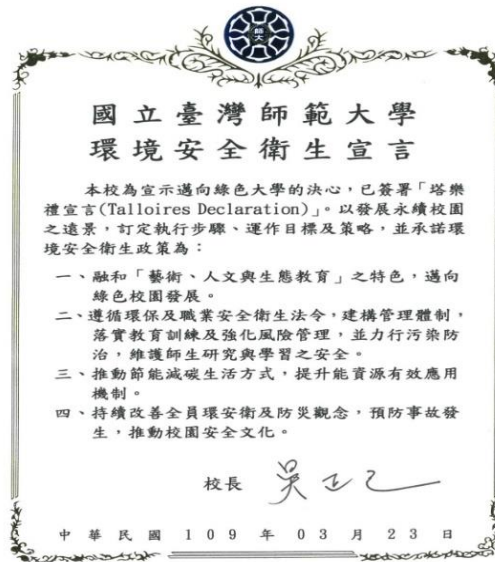 師大
國立臺灣師範大學
環境安全衛生宣言
本校為宣示邁向綠色大學的決心，已簽署「塔樂
禮宣言(Talloires Declaration)」。以發展永續校園
之遠景，訂定執行步驟、運作目標及策略，並承諾環
境安全衛生政策為：
一、融和「藝術、人文與生態教育」之特色，邁向
綠色校園發展。
二、遵循環保及職業安全衛生法令，建構管理體制，
落實教育訓練及強化風險管理，並力行污染防
治，維護師生研究與學習之安全。
三、推動節能減碳生活方式，提升能資源有效應用
機制。
四、持續改善全員環安衛及防災觀念，預防事故發
生，推動校園安全文化。
校長 吳正己
中華民國 109 年 03 月 23 日